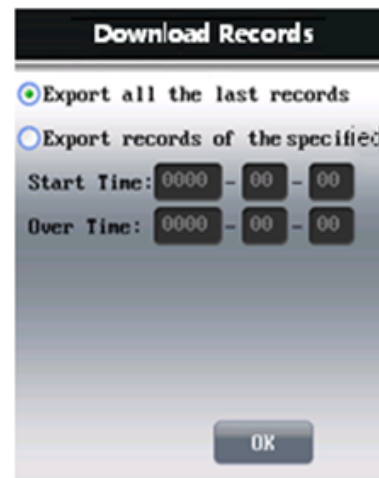 Download Records
Export all the last records
Export records of the specified
Start Time: 0000 - 00 - 00
Over Time: 0000 - 00 - 00
OK